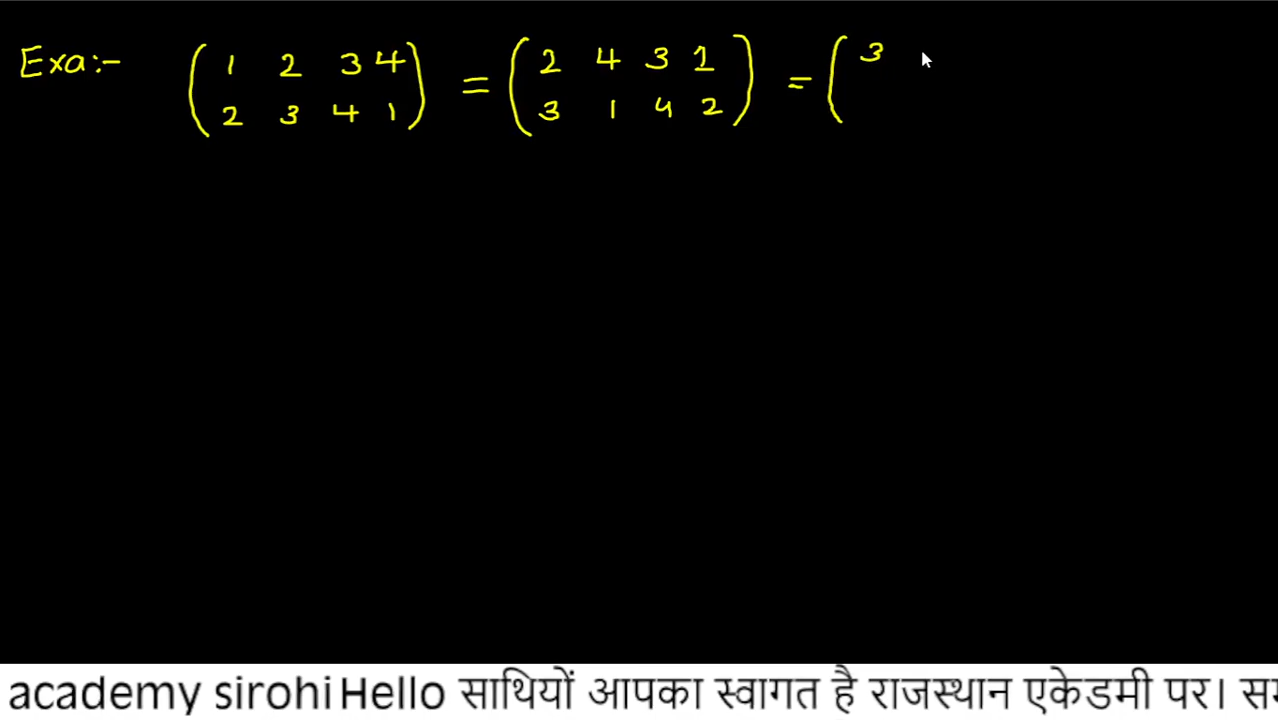 Exa:- ( 1 2 3 4 ) = ( 2 4 3 1 ) = ( 3
( 2 3 4 1 ) ( 3 1 4 2 )
academy sirohi Hello साथियों आपका स्वागत है राजस्थान एकेडमी पर।